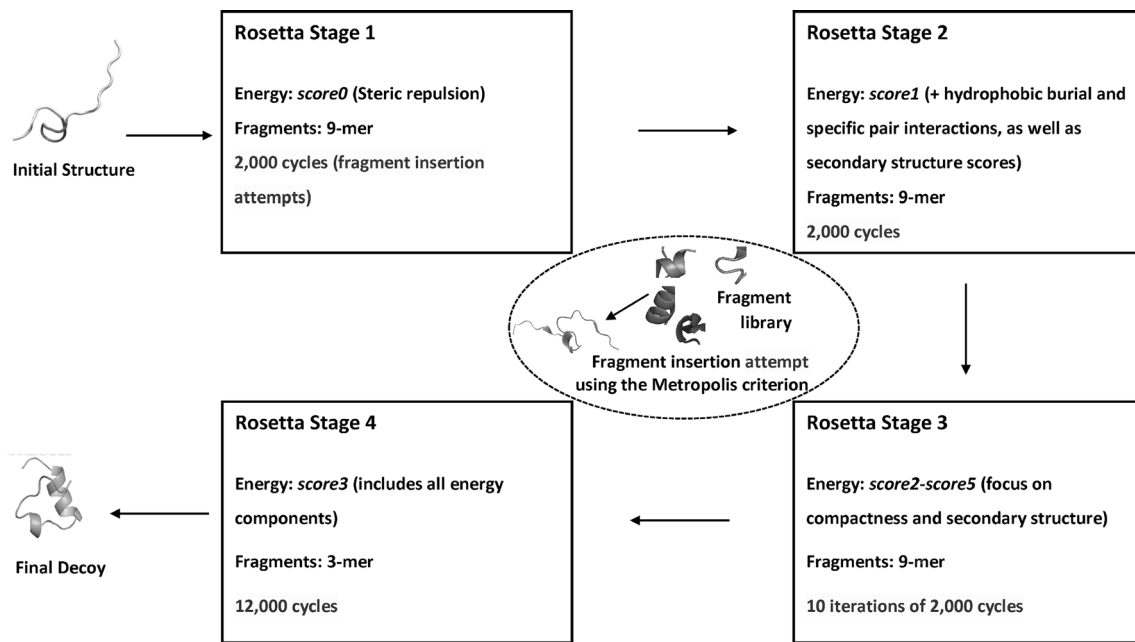 Rosetta Stage 1
Energy: score0 (Steric repulsion)
Fragments: 9-mer
2,000 cycles (fragment insertion
attempts)
Initial Structure
Rosetta Stage 2
Energy: score1 (+ hydrophobic burial and
specific pair interactions, as well as
secondary structure scores)
Fragments: 9-mer
2,000 cycles
Fragment
library
Fragment insertion attempt
using the Metropolis criterion
Rosetta Stage 3
Energy: score2-score5 (focus on
compactness and secondary structure)
Fragments: 9-mer
10 iterations of 2,000 cycles
Rosetta Stage 4
Energy: score3 (includes all energy
components)
Fragments: 3-mer
12,000 cycles
Final Decoy